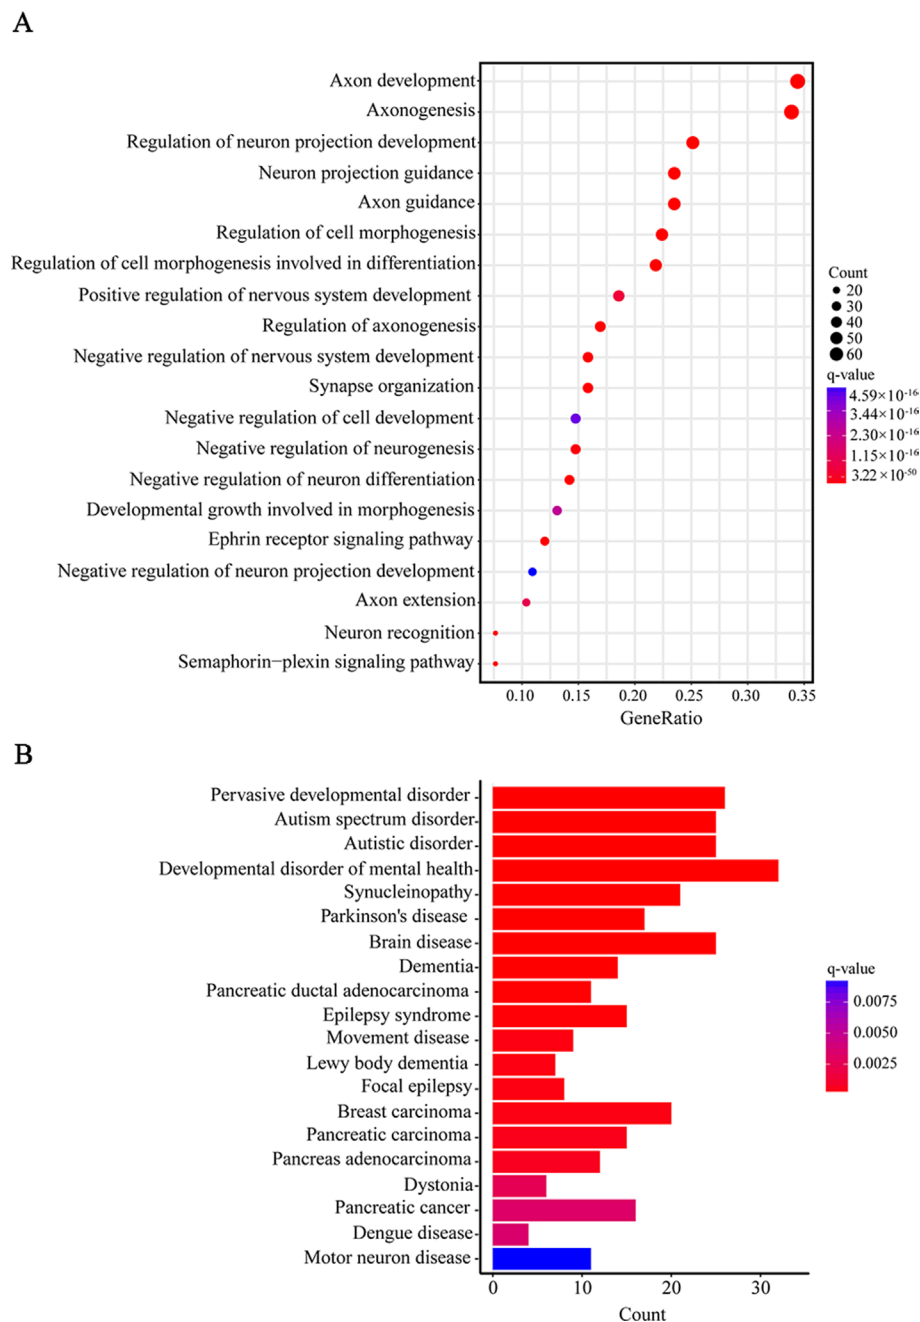 A
Axon development
Axonogenesis
Regulation of neuron projection development
Neuron projection guidance
Axon guidance
Regulation of cell morphogenesis
Regulation of cell morphogenesis involved in differentiation
Positive regulation of nervous system development
Regulation of axonogenesis
Negative regulation of nervous system development
Synapse organization
Negative regulation of cell development
Negative regulation of neurogenesis
Negative regulation of neuron differentiation
Developmental growth involved in morphogenesis
Ephrin receptor signaling pathway
Negative regulation of neuron projection development
Axon extension
Neuron recognition
Semaphorin−plexin signaling pathway
0.10 0.15 0.20 0.25 0.30 0.35
GeneRatio
Count
20
30
40
50
60
q-value
4.59×10⁻¹⁶
3.44×10⁻¹⁶
2.30×10⁻¹⁶
1.15×10⁻¹⁶
3.22 ×10⁻⁵⁰
B
Pervasive developmental disorder
Autism spectrum disorder
Autistic disorder
Developmental disorder of mental health
Synucleinopathy
Parkinson's disease
Brain disease
Dementia
Pancreatic ductal adenocarcinoma
Epilepsy syndrome
Movement disease
Lewy body dementia
Focal epilepsy
Breast carcinoma
Pancreatic carcinoma
Pancreas adenocarcinoma
Dystonia
Pancreatic cancer
Dengue disease
Motor neuron disease
0 10 20 30
Count
q-value
0.0075
0.0050
0.0025